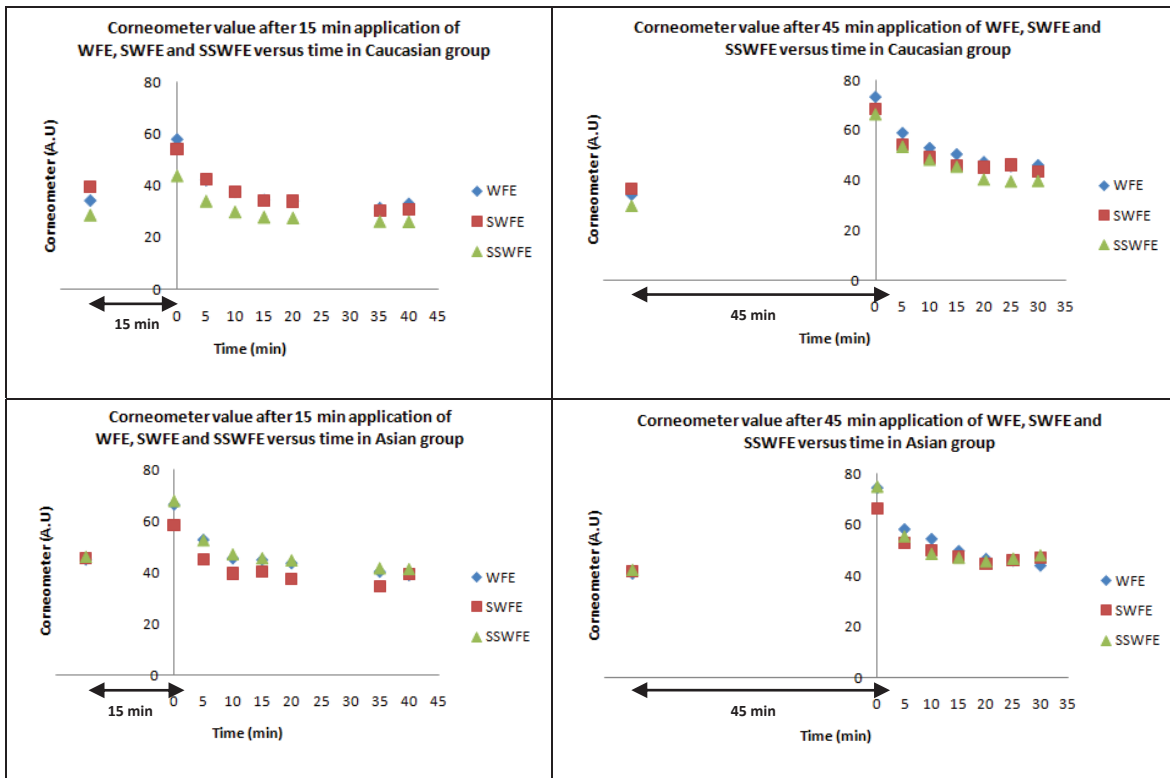 Corneometer value after 15 min application of
WFE, SWFE and SSWFE versus time in Caucasian group
80
60
40
20
0
Corneometer (A.U)
WFE
SWFE
SSWFE
15 min
0 5 10 15 20 25 30 35 40 45
Time (min)
Corneometer value after 45 min application of WFE, SWFE and
SSWFE versus time in Caucasian group
80
60
40
20
0
Corneometer (A.U)
WFE
SWFE
SSWFE
45 min
0 5 10 15 20 25 30 35
Time (min)
Corneometer value after 15 min application of
WFE, SWFE and SSWFE versus time in Asian group
80
60
40
20
0
Corneometer (A.U)
WFE
SWFE
SSWFE
15 min
0 5 10 15 20 25 30 35 40 45
Time (min)
Corneometer value after 45 min application of WFE, SWFE and
SSWFE versus time in Asian group
80
60
40
20
0
Corneometer (A.U)
WFE
SWFE
SSWFE
45 min
0 5 10 15 20 25 30 35
Time (min)